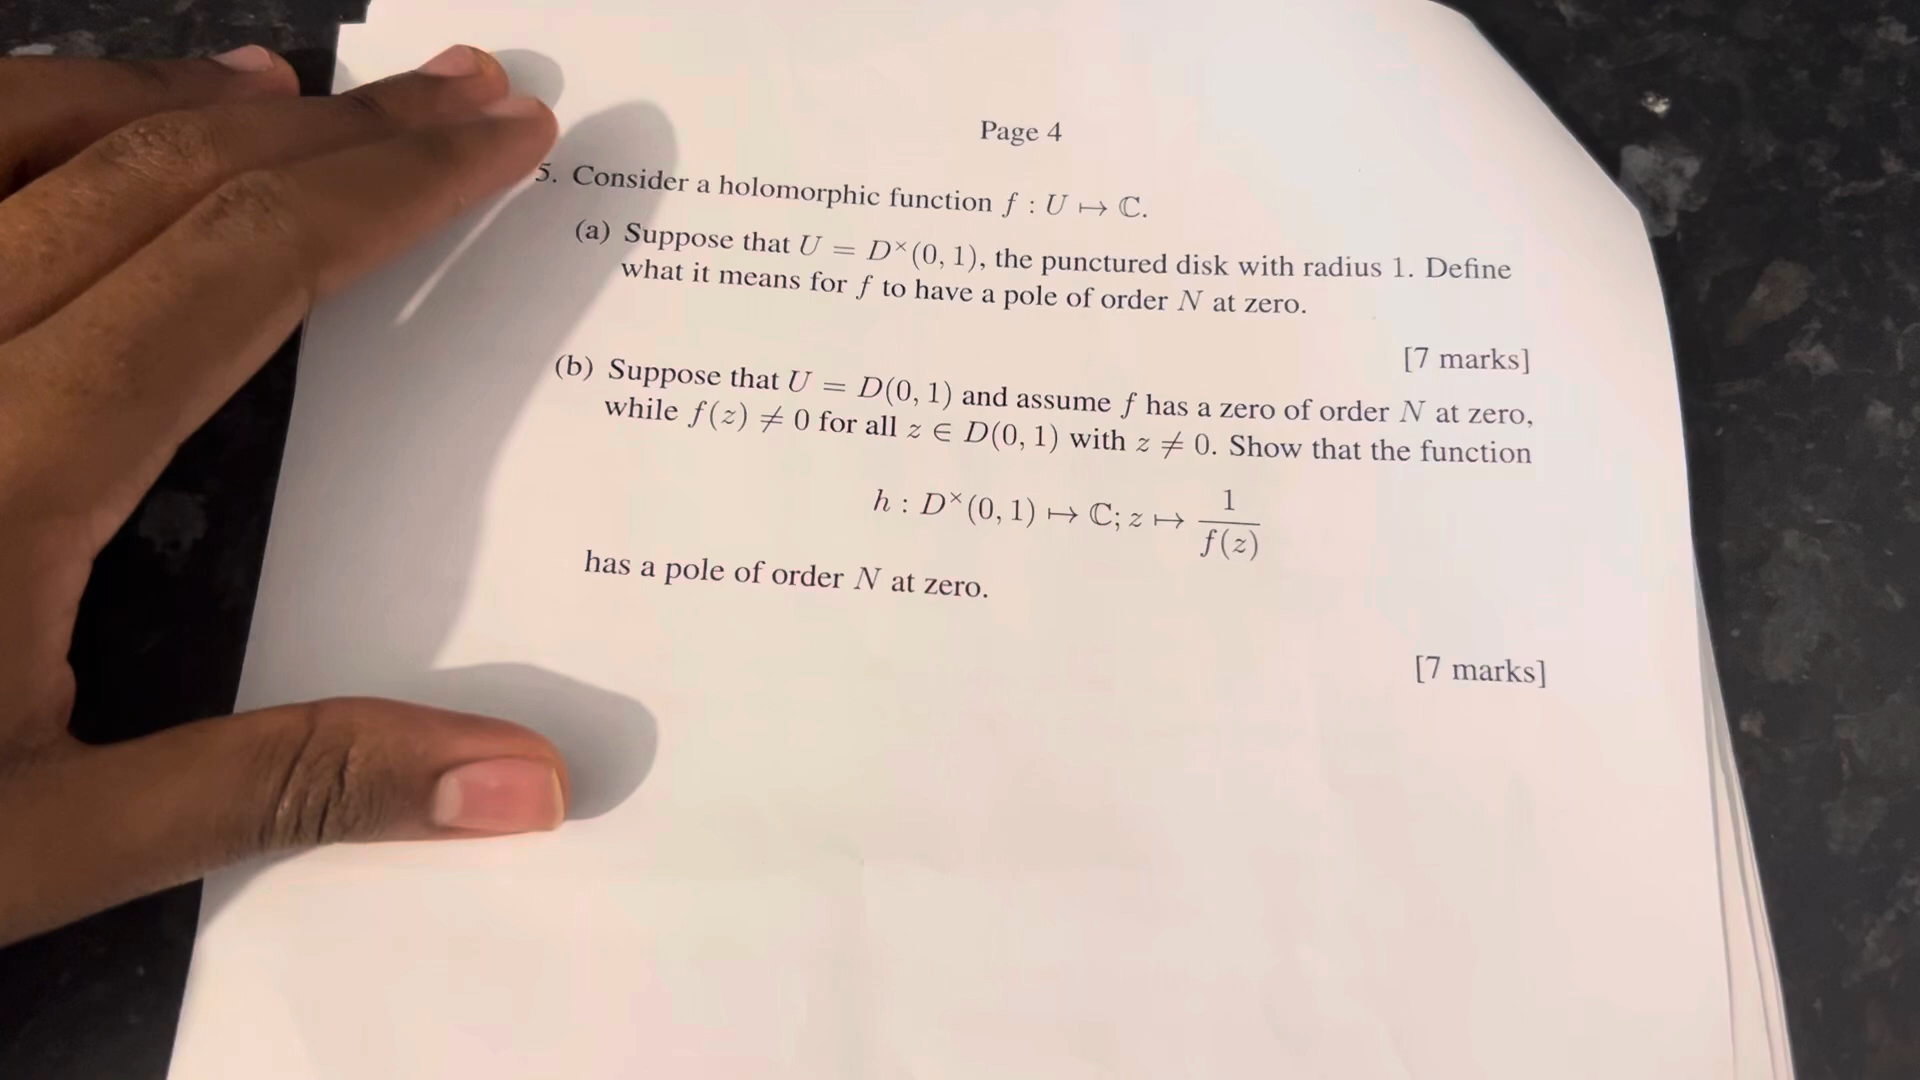 Page 4
5. Consider a holomorphic function f : U ↦ ℂ.
(a) Suppose that U = D×(0, 1), the punctured disk with radius 1. Define
what it means for f to have a pole of order N at zero.
[7 marks]
(b) Suppose that U = D(0, 1) and assume f has a zero of order N at zero,
while f(z) ≠ 0 for all z ∈ D(0, 1) with z ≠ 0. Show that the function
h : D×(0, 1) ↦ ℂ; z ↦ 1/f(z)
has a pole of order N at zero.
[7 marks]